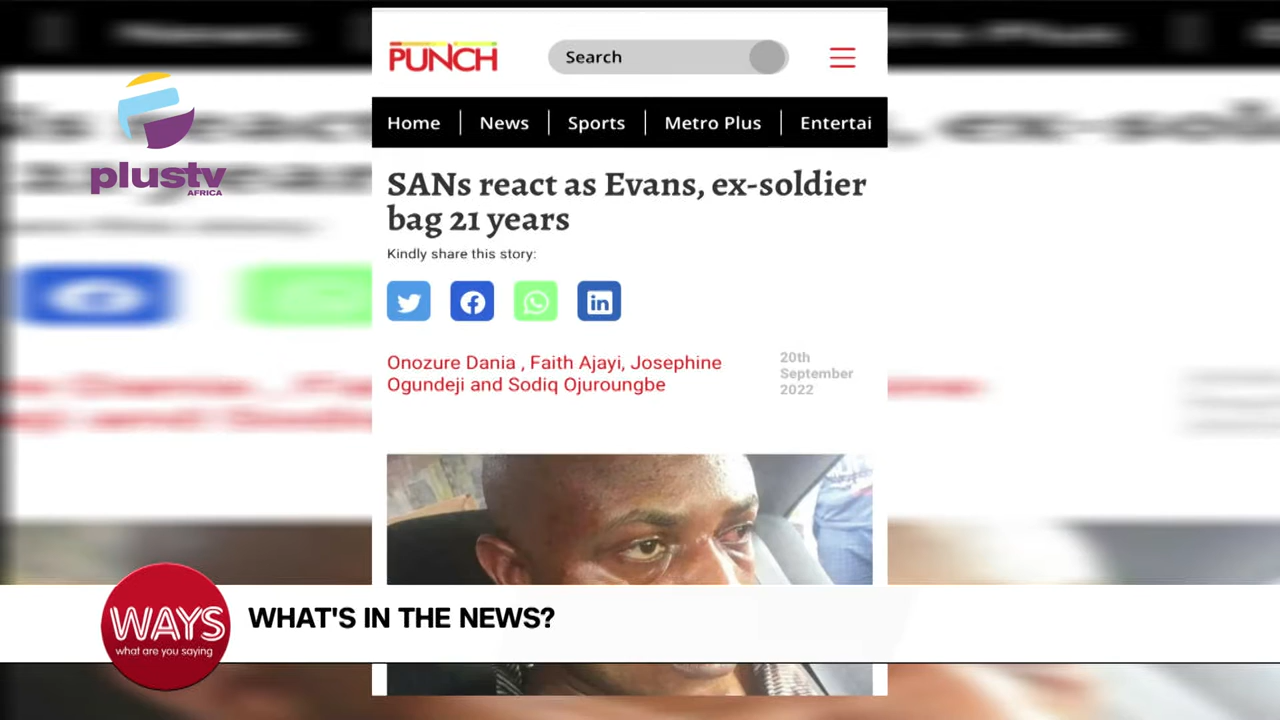 PUNCH
Search
Home
News
Sports
Metro Plus
Entertai
plustv
AFRICA
SANs react as Evans, ex-soldier
bag 21 years
Kindly share this story:
Onozure Dania , Faith Ajayi, Josephine
Ogundeji and Sodiq Ojuroungbe
20th
September
2022
WAYS
what are you saying
WHAT'S IN THE NEWS?